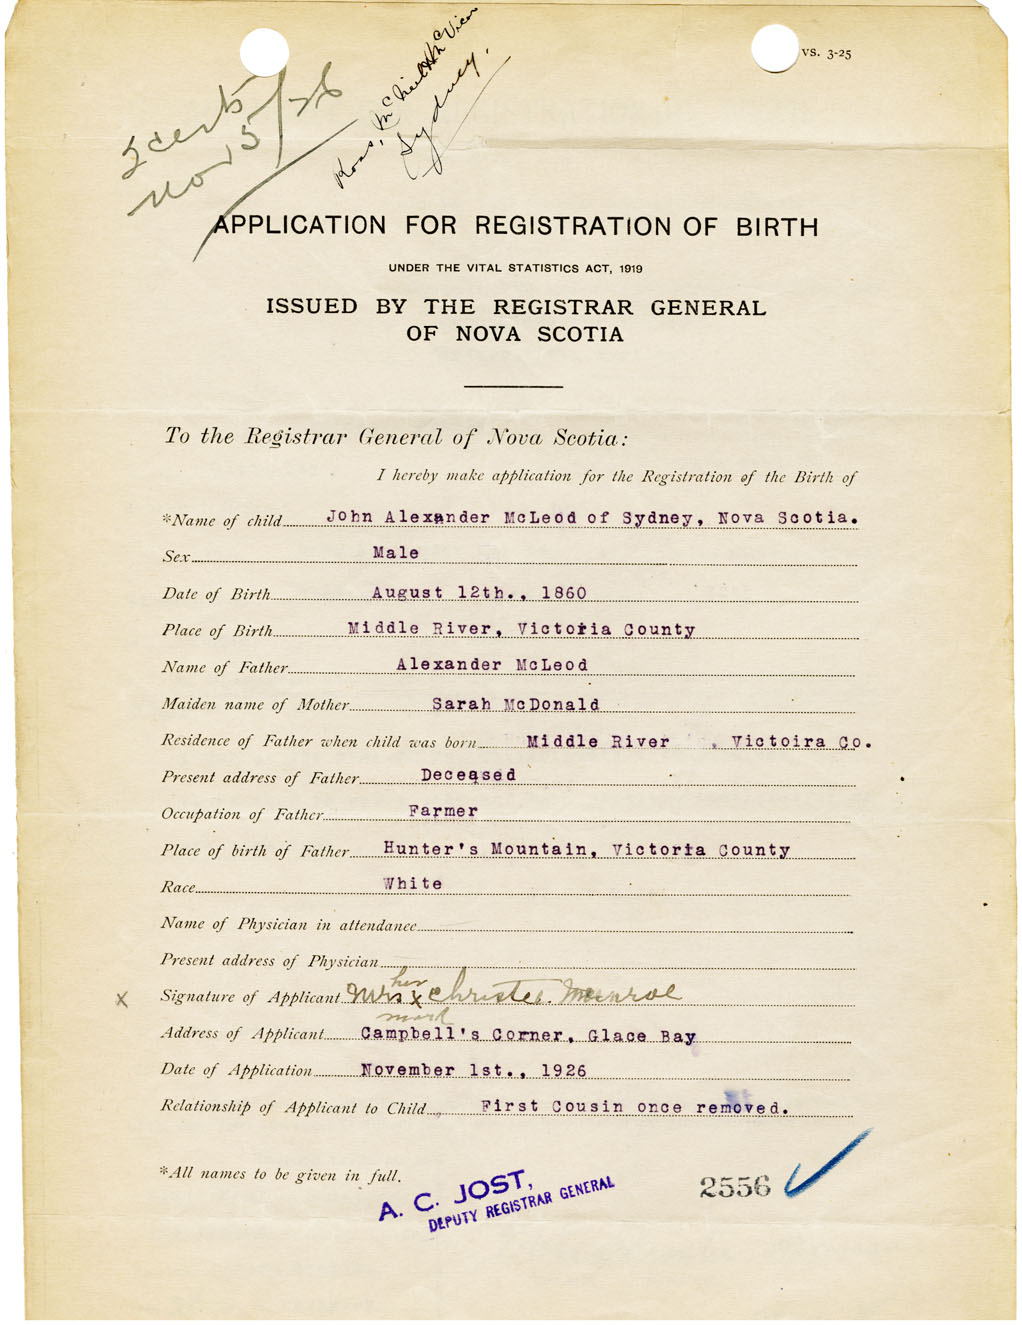 VS. 3-25
Nov 5/26
Ross, McNeil & McVicar
Sydney.
APPLICATION FOR REGISTRATION OF BIRTH
UNDER THE VITAL STATISTICS ACT, 1919
ISSUED BY THE REGISTRAR GENERAL
OF NOVA SCOTIA
To the Registrar General of Nova Scotia:
I hereby make application for the Registration of the Birth of
*Name of child John Alexander McLeod of Sydney, Nova Scotia.
Sex Male
Date of Birth August 12th., 1860
Place of Birth Middle River, Victoria County
Name of Father Alexander McLeod
Maiden name of Mother Sarah McDonald
Residence of Father when child was born Middle River , Victoira Co.
Present address of Father Deceased
Occupation of Father Farmer
Place of birth of Father Hunter's Mountain, Victoria County
Race White
Name of Physician in attendance
Present address of Physician
her
x Signature of Applicant Mrs x Christee Munroe
mark
Address of Applicant Campbell's Corner, Glace Bay
Date of Application November 1st., 1926
Relationship of Applicant to Child First Cousin once removed.
*All names to be given in full.
A. C. JOST,
DEPUTY REGISTRAR GENERAL
2556